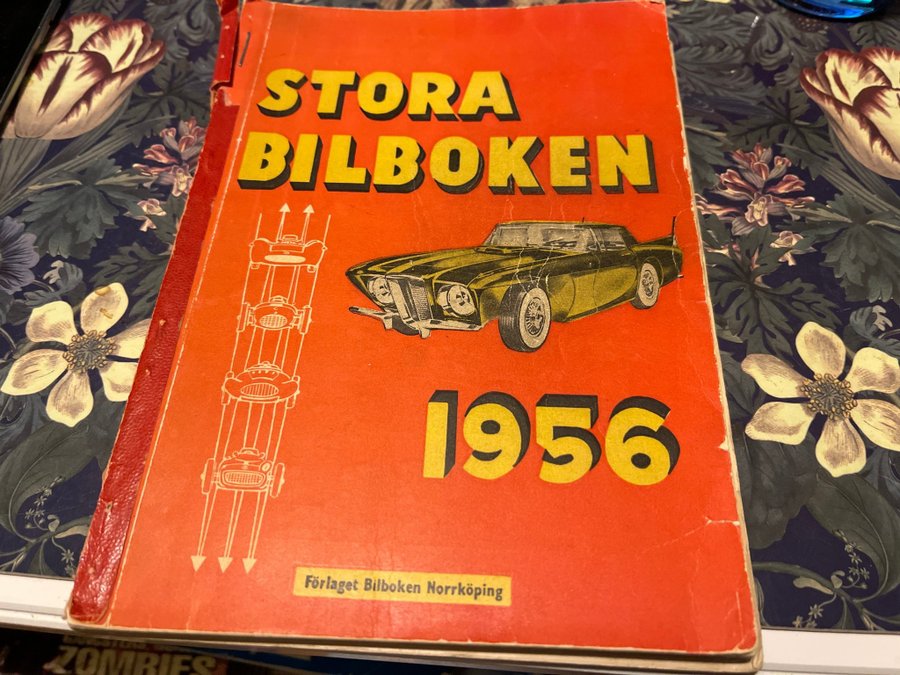 STORA
BILBOKEN
1956
Förlaget Bilboken Norrköping
ZOMBIES